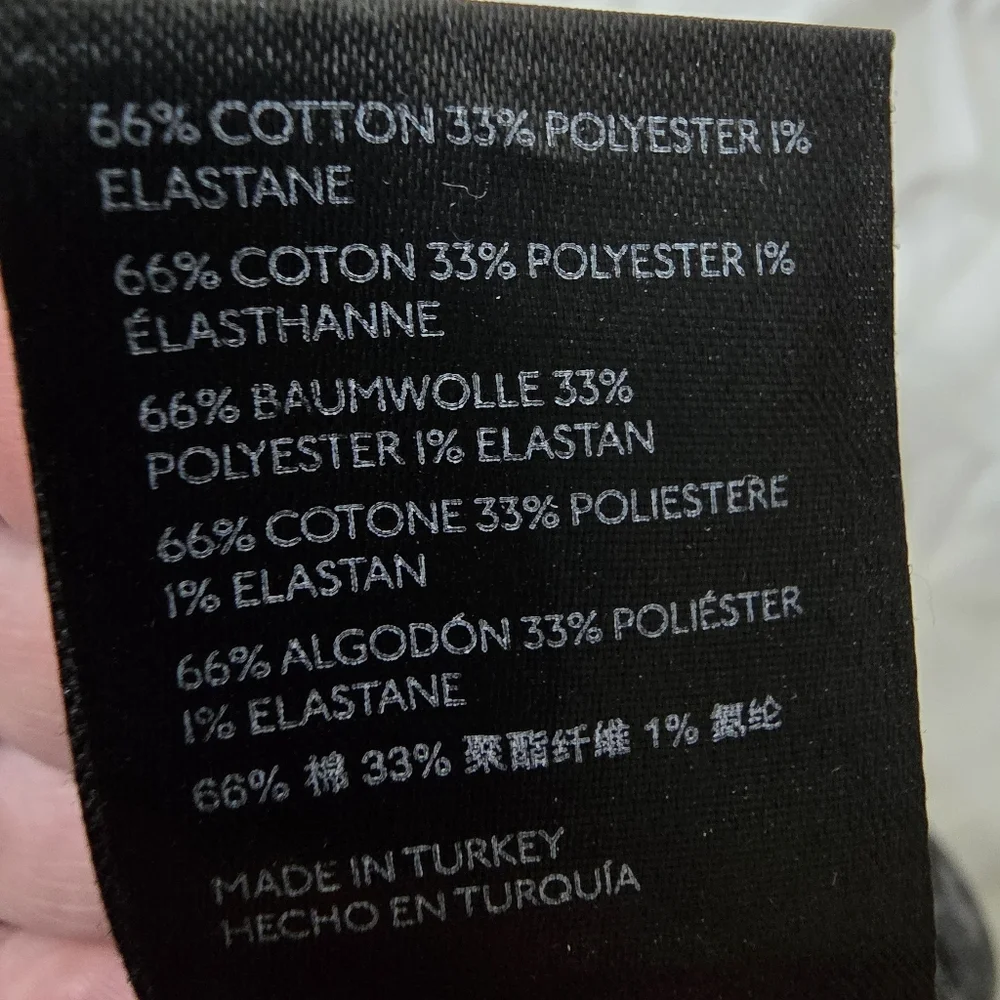 66% COTTON 33% POLYESTER 1%
ELASTANE
66% COTON 33% POLYESTER 1%
ÉLASTHANNE
66% BAUMWOLLE 33%
POLYESTER 1% ELASTAN
66% COTONE 33% POLIESTERE
1% ELASTAN
66% ALGODÓN 33% POLIÉSTER
1% ELASTANE
66% 棉 33% 聚酯纤维 1% 氨纶
MADE IN TURKEY
HECHO EN TURQUÍA